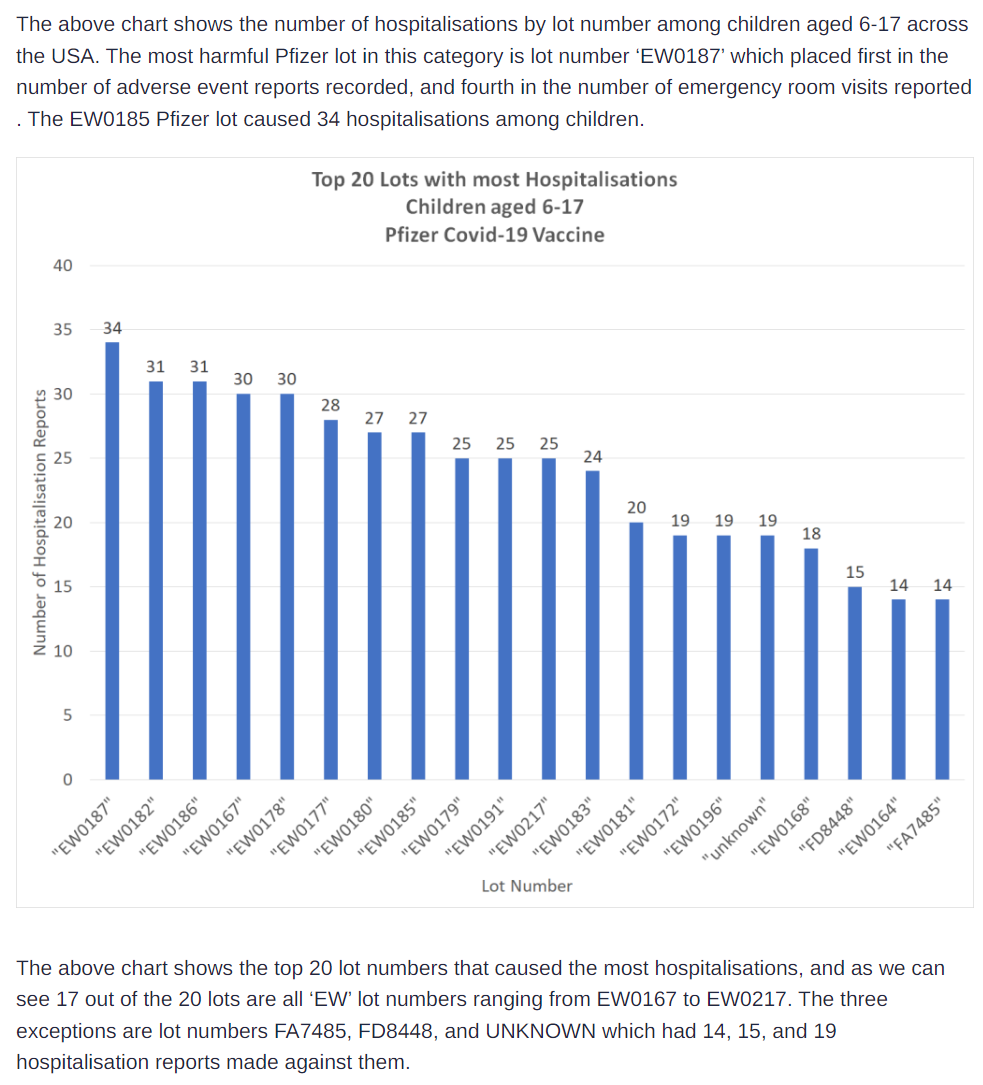 The above chart shows the number of hospitalisations by lot number among children aged 6-17 across
the USA. The most harmful Pfizer lot in this category is lot number ‘EW0187’ which placed first in the
number of adverse event reports recorded, and fourth in the number of emergency room visits reported
. The EW0185 Pfizer lot caused 34 hospitalisations among children.
Top 20 Lots with most Hospitalisations
Children aged 6-17
Pfizer Covid-19 Vaccine
Number of Hospitalisation Reports
40
35
30
25
20
15
10
5
0
34
31
31
30
30
28
27
27
25
25
25
24
20
19
19
19
18
15
14
14
"EW0187"
"EW0182"
"EW0186"
"EW0167"
"EW0178"
"EW0177"
"EW0180"
"EW0185"
"EW0179"
"EW0191"
"EW0217"
"EW0183"
"EW0181"
"EW0172"
"EW0196"
"unknown"
"EW0168"
"FD8448"
"EW0164"
"FA7485"
Lot Number
The above chart shows the top 20 lot numbers that caused the most hospitalisations, and as we can
see 17 out of the 20 lots are all ‘EW’ lot numbers ranging from EW0167 to EW0217. The three
exceptions are lot numbers FA7485, FD8448, and UNKNOWN which had 14, 15, and 19
hospitalisation reports made against them.